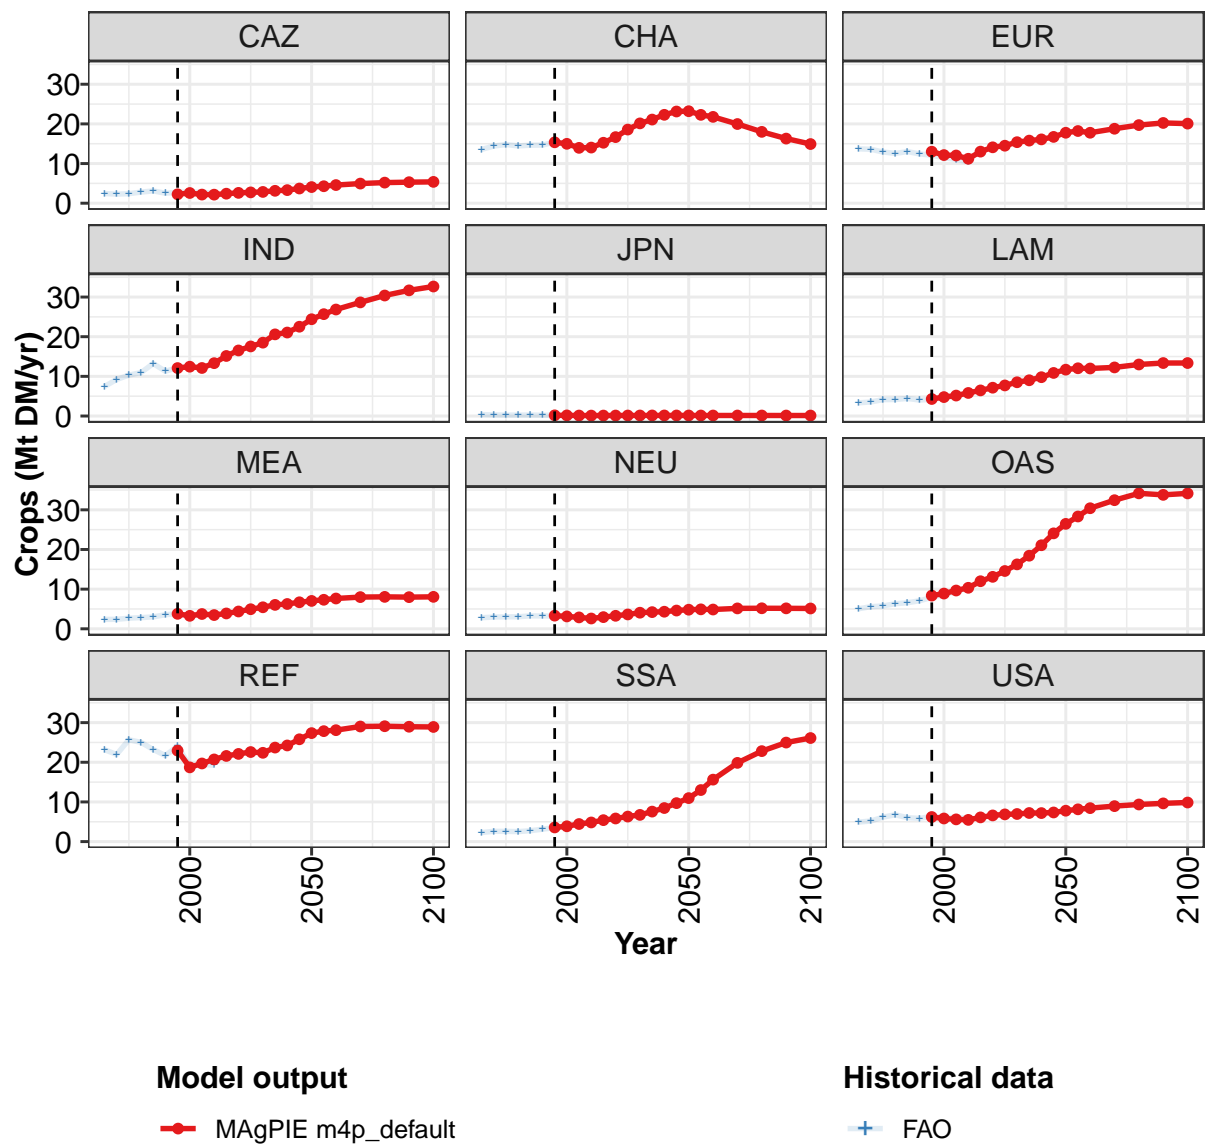 CAZ CHA EUR
30
20
10
0
IND JPN LAM
30
20
10
0
MEA NEU OAS
30
20
10
0
REF SSA USA
30
20
10
0
Crops (Mt DM/yr)
2000 2050 2100 2000 2050 2100 2000 2050 2100
Year
Model output Historical data
MAgPIE m4p_default FAO